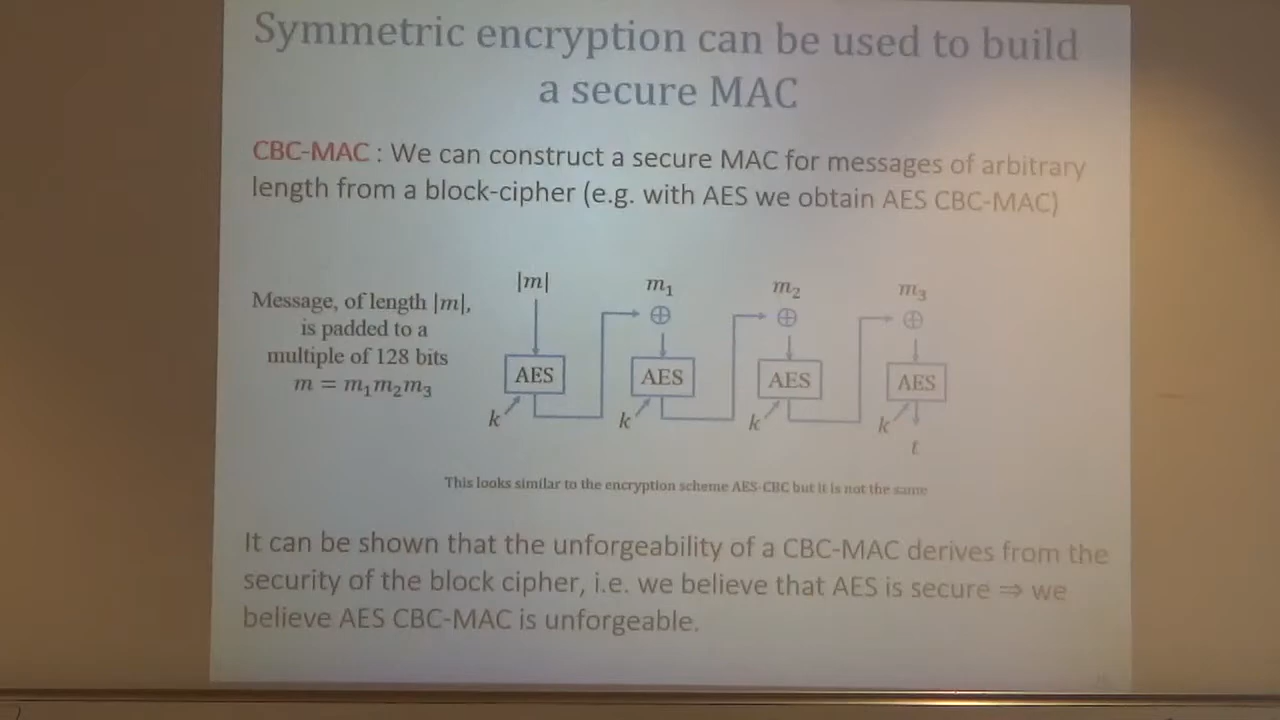 Symmetric encryption can be used to build
a secure MAC
CBC-MAC : We can construct a secure MAC for messages of arbitrary
length from a block-cipher (e.g. with AES we obtain AES CBC-MAC)
|m| m₁ m₂ m₃
Message, of length |m|,
is padded to a
multiple of 128 bits
m = m₁m₂m₃
⊕ ⊕ ⊕
AES AES AES AES
k k k k
t
This looks similar to the encryption scheme AES-CBC but it is not the same
It can be shown that the unforgeability of a CBC-MAC derives from the
security of the block cipher, i.e. we believe that AES is secure ⇒ we
believe AES CBC-MAC is unforgeable.